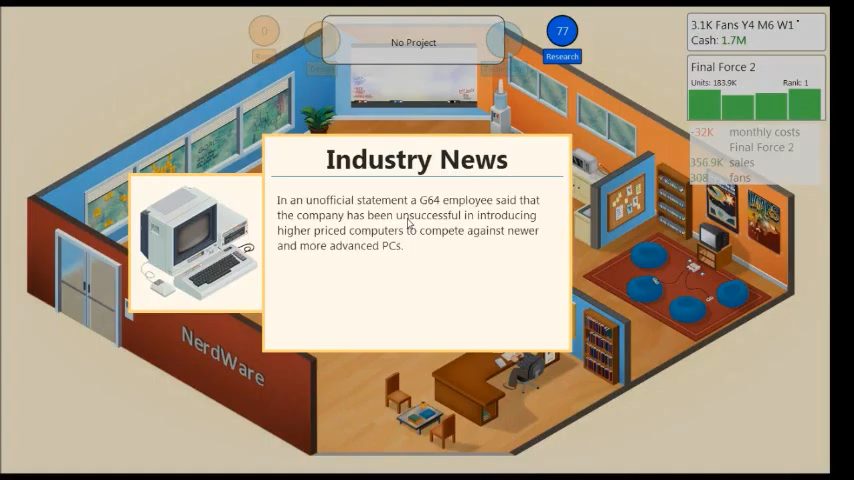 0
No Project
77
Research
3.1K Fans Y4 M6 W1
Cash: 1.7M
Final Force 2
Units: 183.9K Rank: 1
-32K monthly costs
Final Force 2
356.9K sales
308 fans
Industry News
In an unofficial statement a G64 employee said that
the company has been unsuccessful in introducing
higher priced computers to compete against newer
and more advanced PCs.
NerdWare